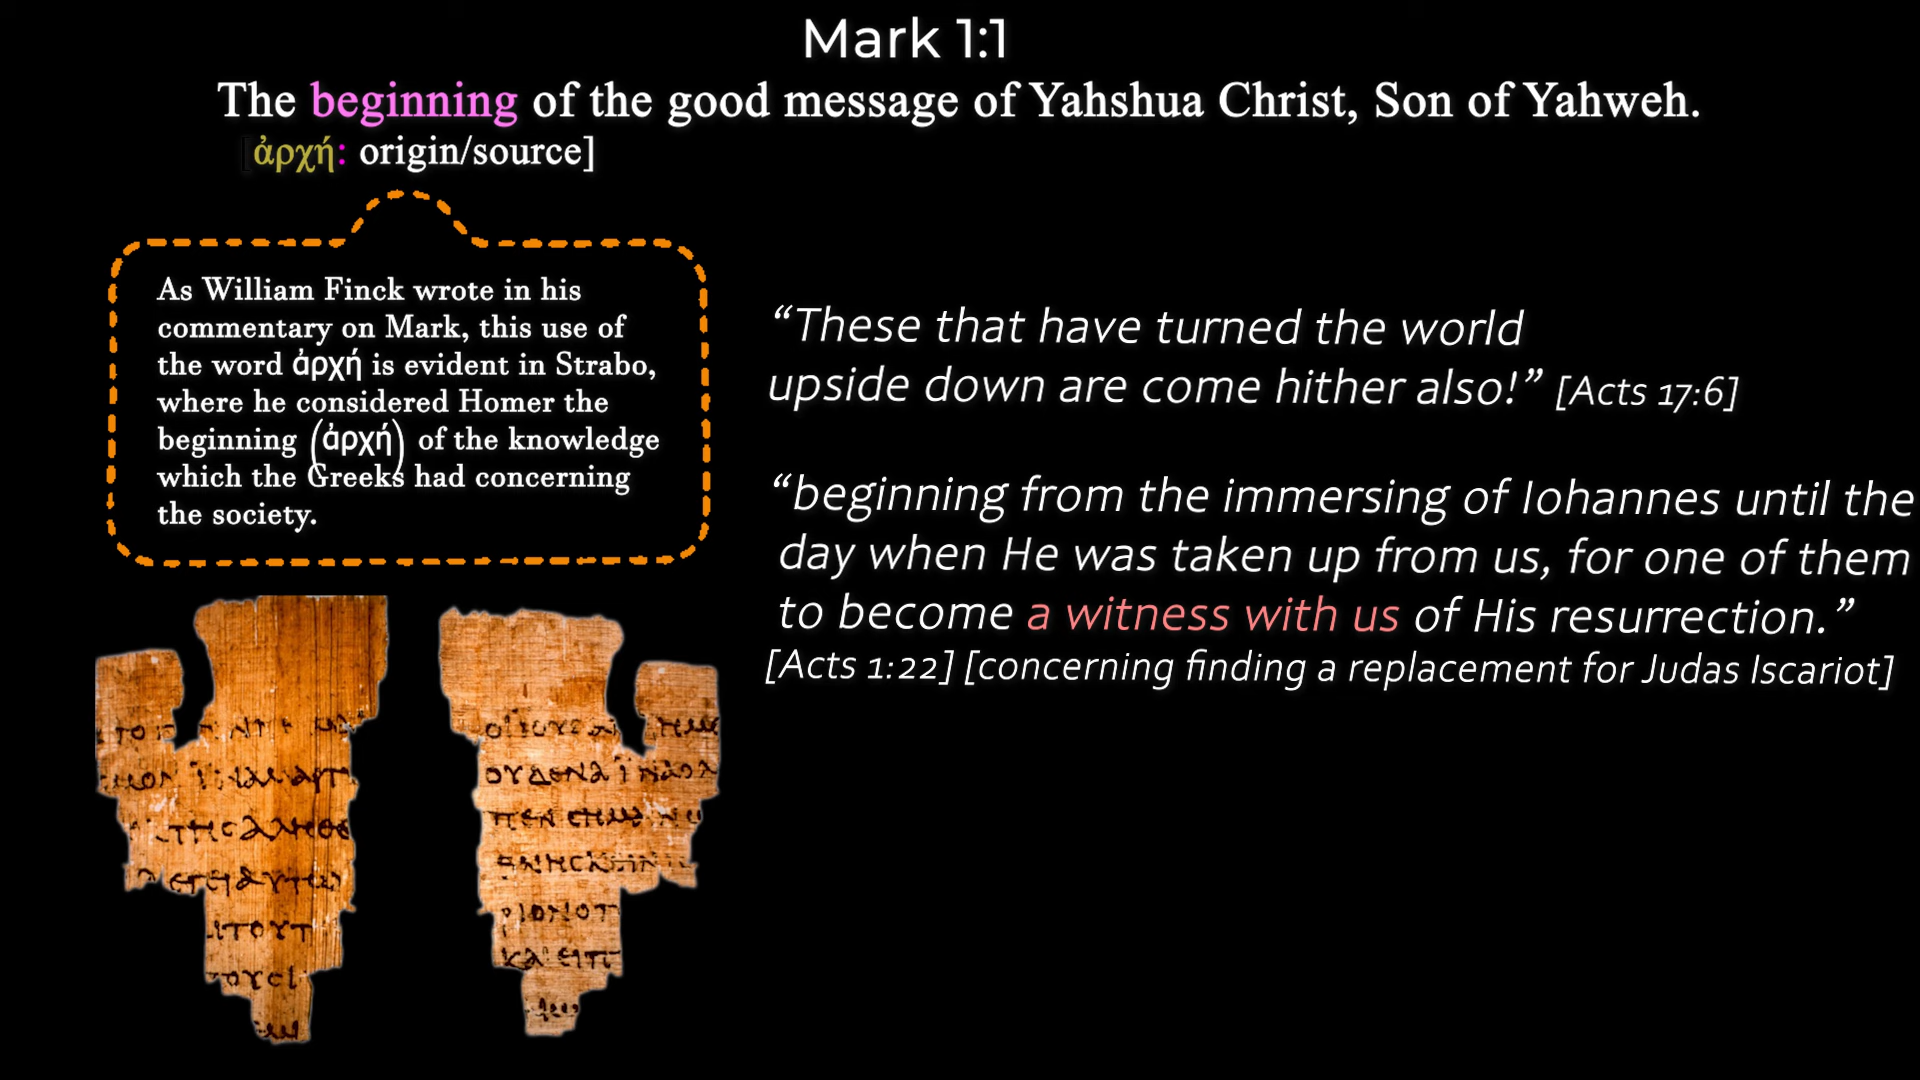 Mark 1:1
The beginning of the good message of Yahshua Christ, Son of Yahweh.
[ἀρχή: origin/source]
As William Finck wrote in his
commentary on Mark, this use of
the word ἀρχή is evident in Strabo,
where he considered Homer the
beginning (ἀρχή) of the knowledge
which the Greeks had concerning
the society.
“These that have turned the world
upside down are come hither also!” [Acts 17:6]
“beginning from the immersing of Iohannes until the
day when He was taken up from us, for one of them
to become a witness with us of His resurrection.”
[Acts 1:22] [concerning finding a replacement for Judas Iscariot]
ΟΥΔΕΝΑ